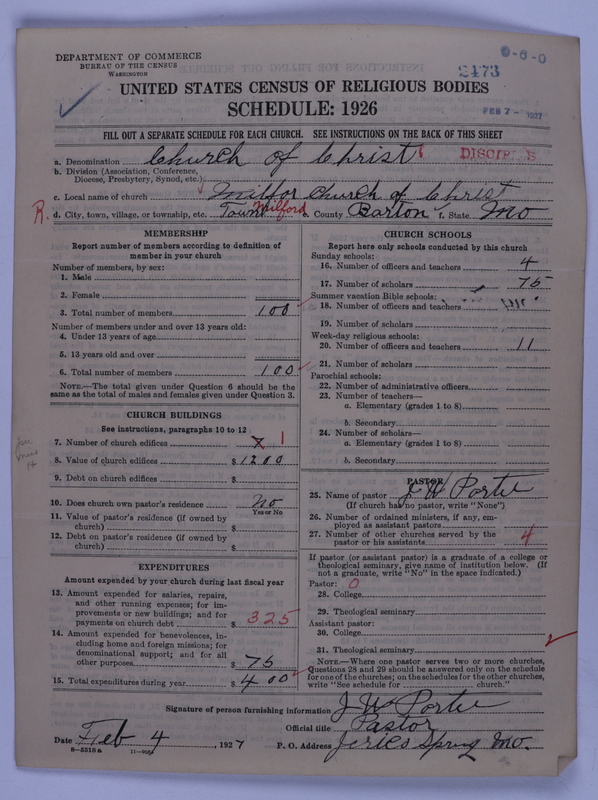 DEPARTMENT OF COMMERCE
BUREAU OF THE CENSUS
WASHINGTON
0-6-0
2473
UNITED STATES CENSUS OF RELIGIOUS BODIES
SCHEDULE: 1926
FEB 7 - 1927
FILL OUT A SEPARATE SCHEDULE FOR EACH CHURCH. SEE INSTRUCTIONS ON THE BACK OF THIS SHEET
a. Denomination Church of Christ DISCIPLES
b. Division (Association, Conference,
Diocese, Presbytery, Synod, etc.)
c. Local name of church Milfor Church of Christ
R. d. City, town, village, or township, etc. Town Milford e. County Barton f. State Mo
MEMBERSHIP
Report number of members according to definition of
member in your church
Number of members, by sex:
1. Male
2. Female
3. Total number of members 100
Number of members under and over 13 years old:
4. Under 13 years of age
5. 13 years old and over
6. Total number of members 100
NOTE.—The total given under Question 6 should be the
same as the total of males and females given under Question 3.
CHURCH BUILDINGS
See instructions, paragraphs 10 to 12
7. Number of church edifices 1
8. Value of church edifices $1200
9. Debt on church edifices $
10. Does church own pastor's residence? No
Yes or No
11. Value of pastor's residence (if owned by
church) $
12. Debt on pastor's residence (if owned by
church) $
EXPENDITURES
Amount expended by your church during last fiscal year
13. Amount expended for salaries, repairs,
and other running expenses; for im-
provements or new buildings; and for
payments on church debt $ 325
14. Amount expended for benevolences, in-
cluding home and foreign missions; for
denominational support; and for all
other purposes $ 75
15. Total expenditures during year $ 400
CHURCH SCHOOLS
Report here only schools conducted by this church
Sunday schools:
16. Number of officers and teachers 4
17. Number of scholars 75
Summer vacation Bible schools:
18. Number of officers and teachers
19. Number of scholars
Week-day religious schools:
20. Number of officers and teachers 11
21. Number of scholars
Parochial schools:
22. Number of administrative officers
23. Number of teachers—
a. Elementary (grades 1 to 8)
b. Secondary
24. Number of scholars—
a. Elementary (grades 1 to 8)
b. Secondary
PASTOR
25. Name of pastor J W Porter
(If church has no pastor, write "None")
26. Number of ordained ministers, if any, em-
ployed as assistant pastors
27. Number of other churches served by the
pastor or his assistants 4
If pastor (or assistant pastor) is a graduate of a college or
theological seminary, give name of institution below. (If
not a graduate, write "No" in the space indicated.)
Pastor: 0
28. College
29. Theological seminary
Assistant pastor:
30. College
31. Theological seminary
NOTE.—Where one pastor serves two or more churches,
Questions 28 and 29 should be answered only on the schedule
for one of the churches; on the schedules for the other churches,
write "See schedule for church."
Signature of person furnishing information J W Porter
Official title Pastor
Date Feb 4, 1927 P. O. Address Jerico Spring Mo.
8-5518a